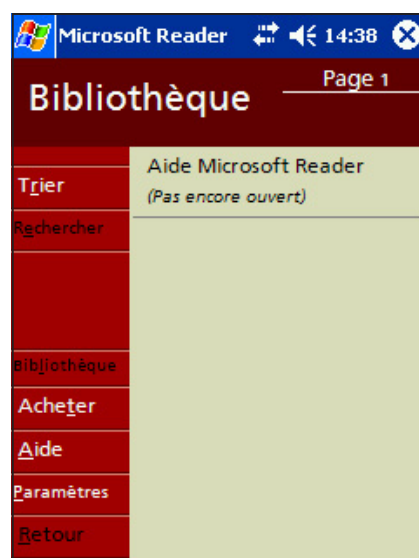 Microsoft Reader 14:38
Bibliothèque
Page 1
Trier
Rechercher
Bibliothèque
Acheter
Aide
Paramètres
Retour
Aide Microsoft Reader
(Pas encore ouvert)